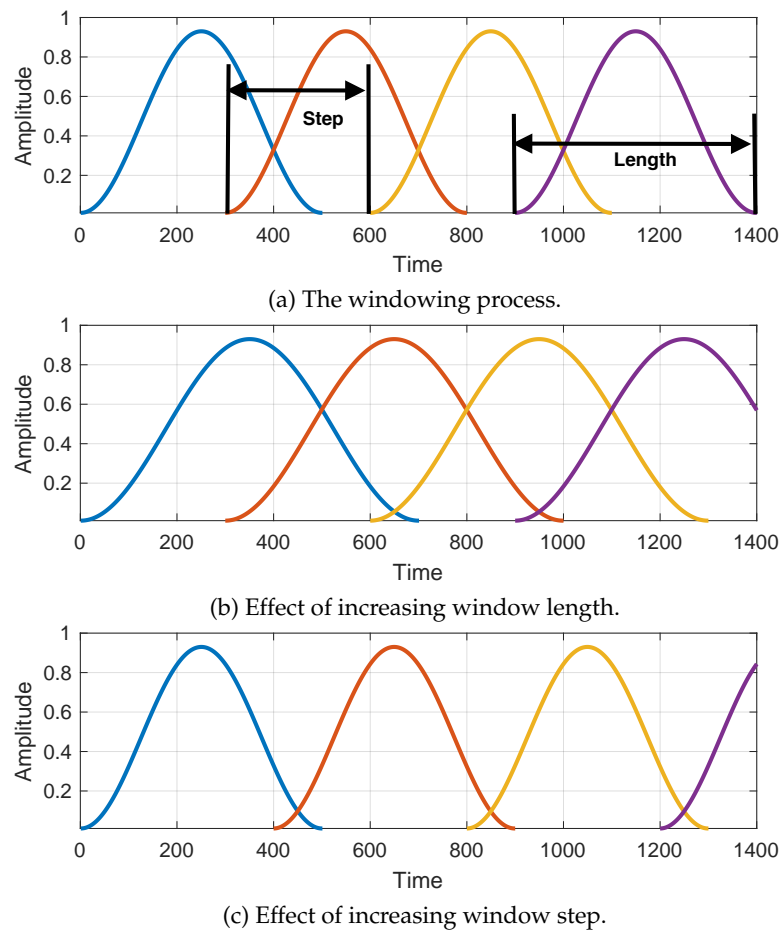 1
0.8
0.6
0.4
0.2
Amplitude
Step
Length
0 200 400 600 800 1000 1200 1400
Time
(a) The windowing process.
1
0.8
0.6
0.4
0.2
Amplitude
0 200 400 600 800 1000 1200 1400
Time
(b) Effect of increasing window length.
1
0.8
0.6
0.4
0.2
Amplitude
0 200 400 600 800 1000 1200 1400
Time
(c) Effect of increasing window step.